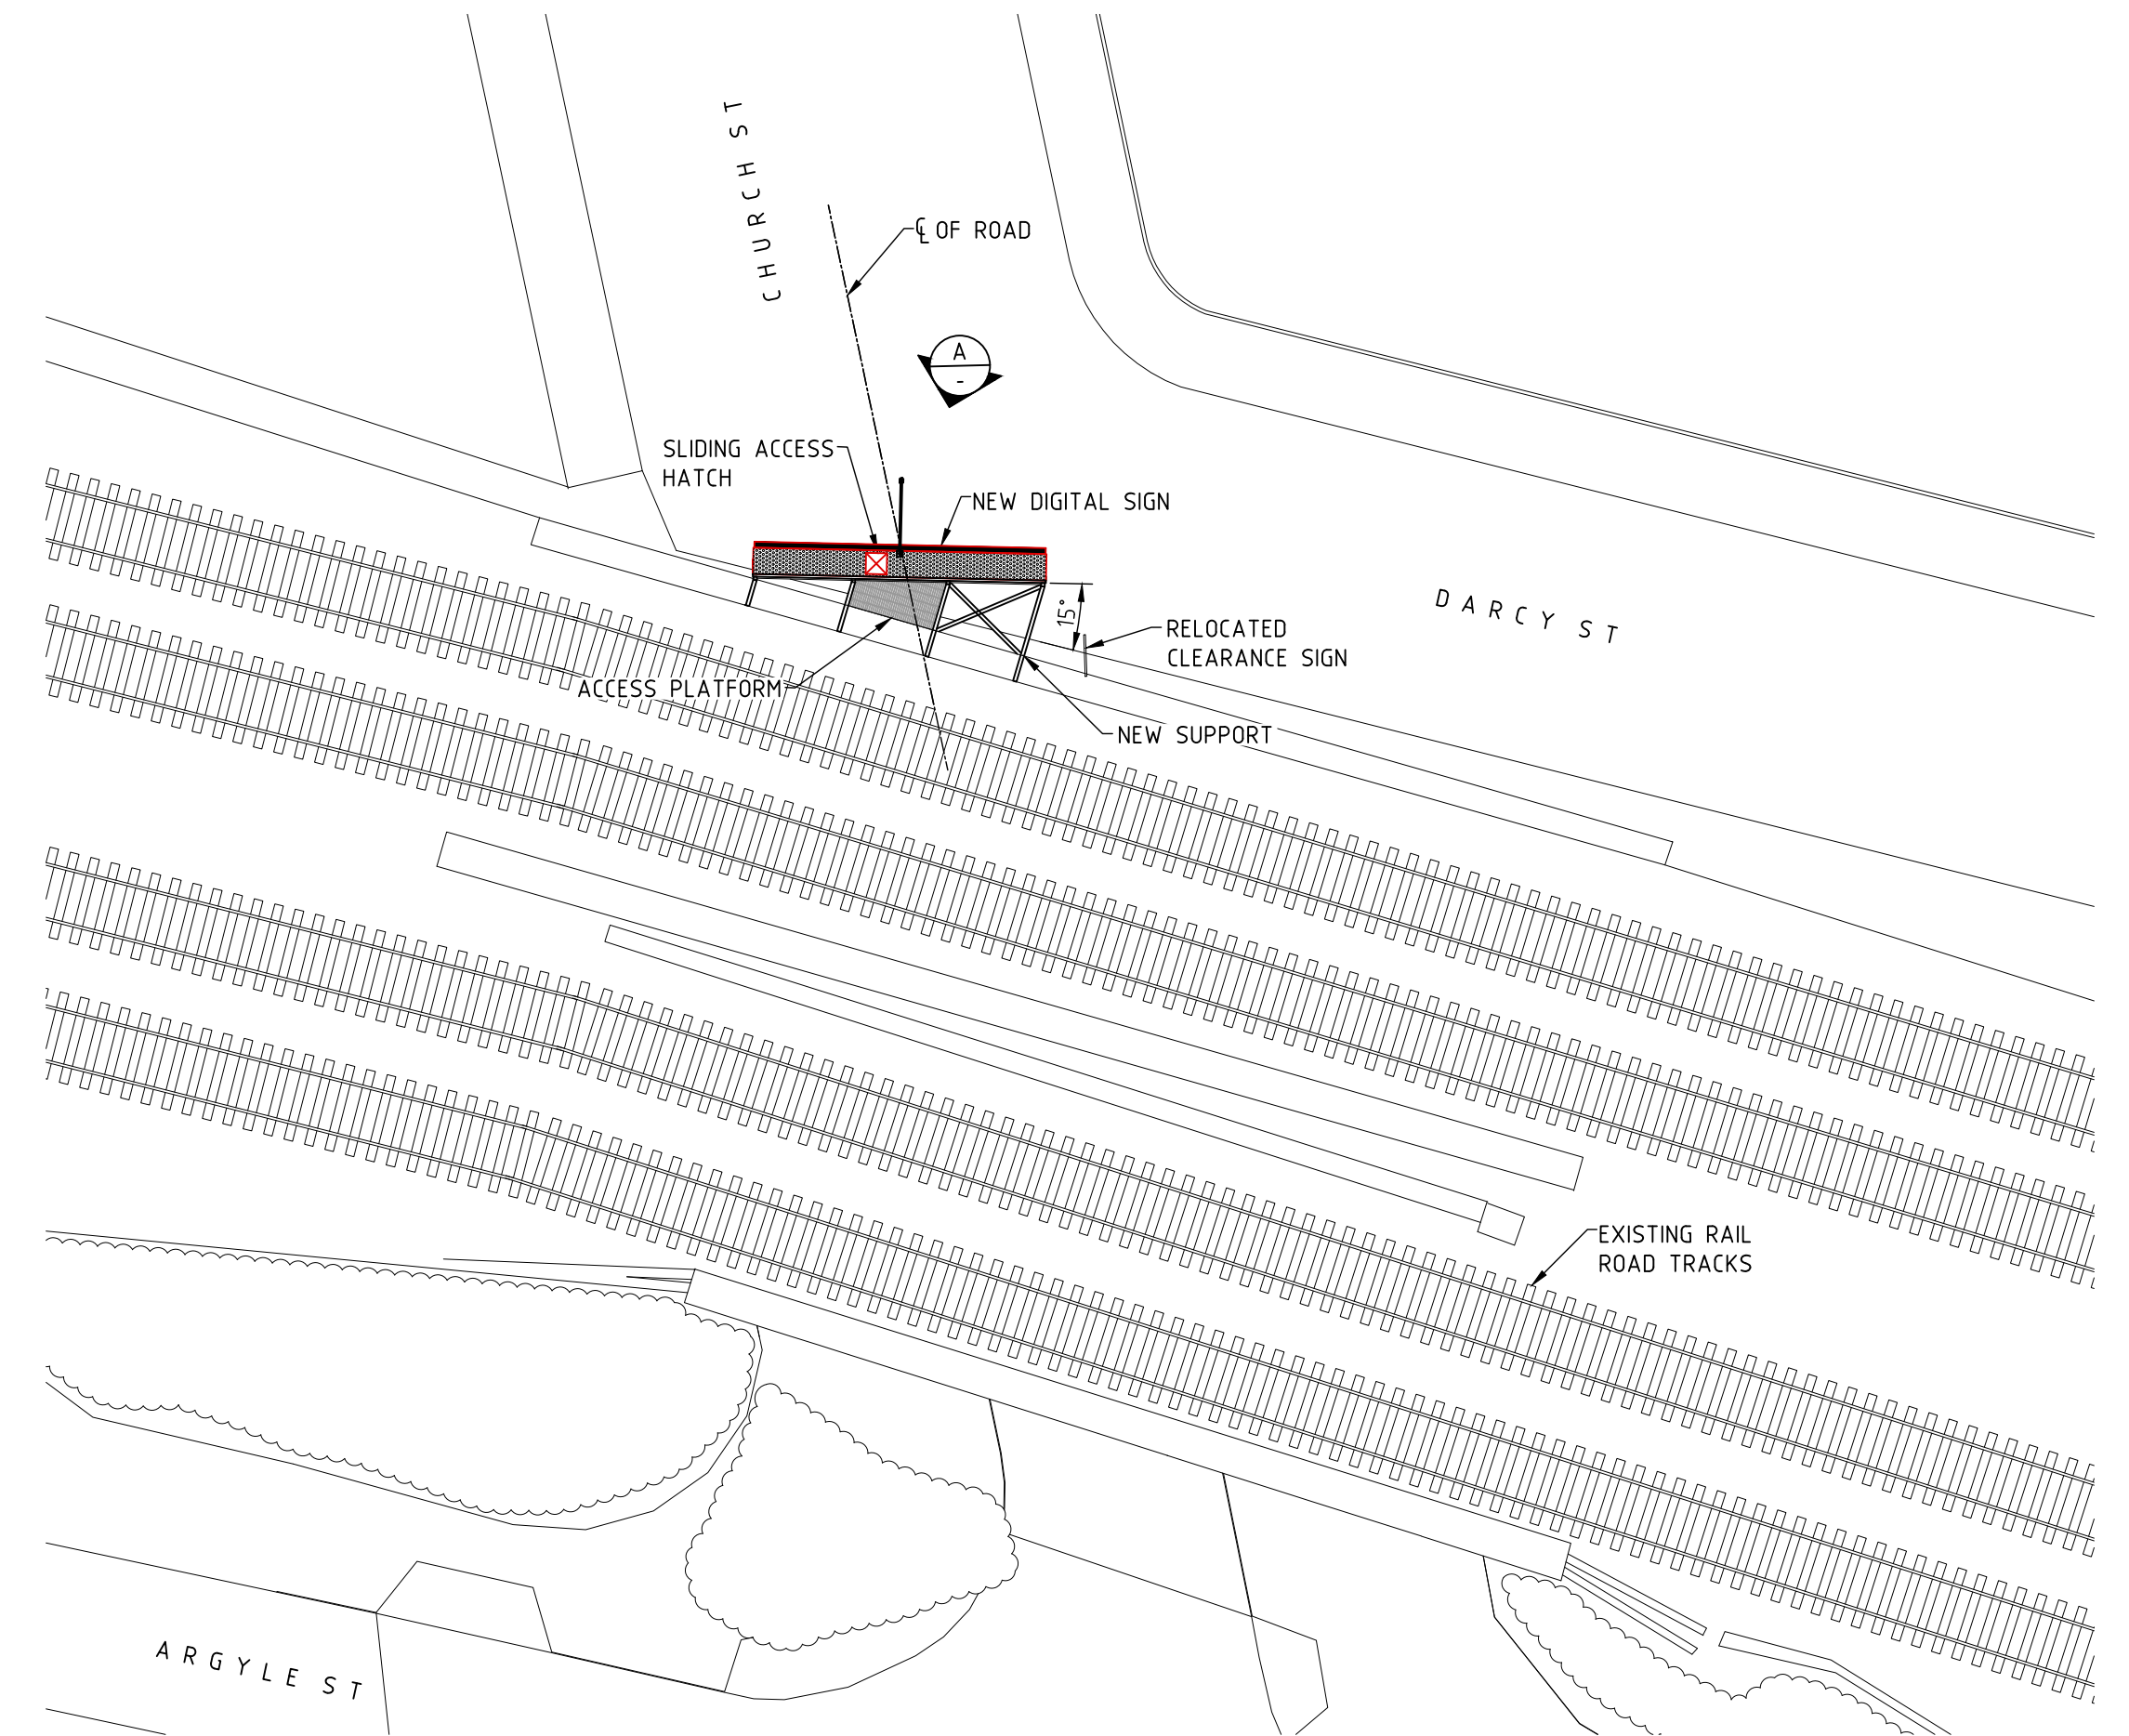 CHURCH ST
℄ OF ROAD
A
-
SLIDING ACCESS
HATCH
NEW DIGITAL SIGN
15°
DARCY ST
RELOCATED
CLEARANCE SIGN
ACCESS PLATFORM
NEW SUPPORT
EXISTING RAIL
ROAD TRACKS
ARGYLE ST